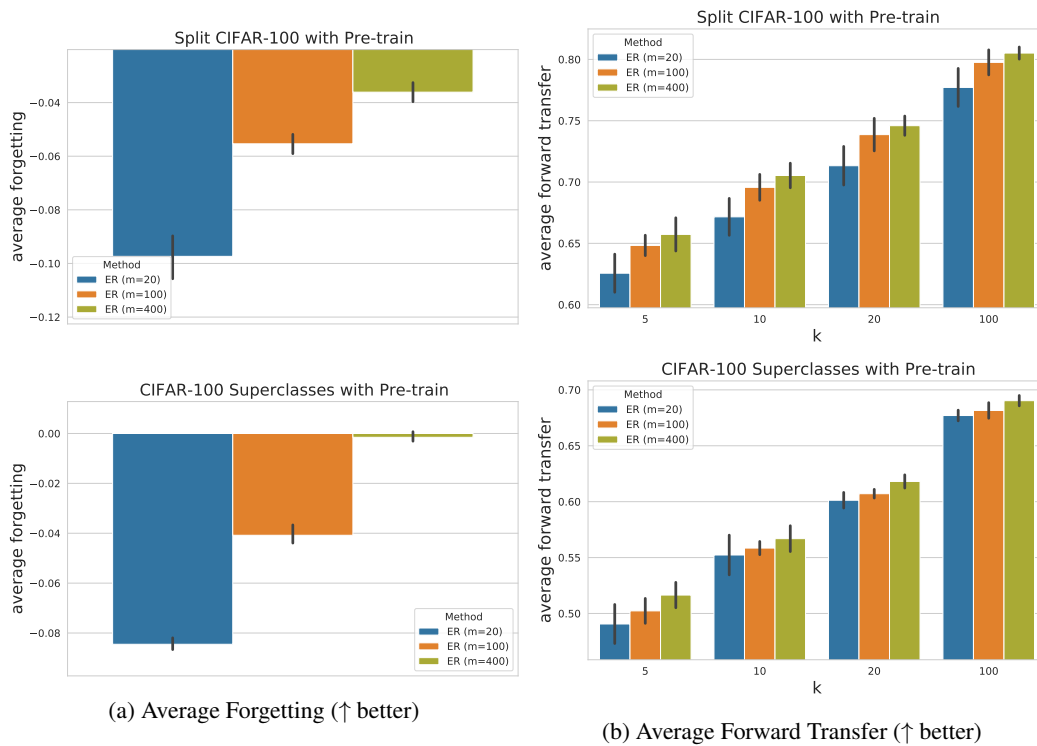 Split CIFAR-100 with Pre-train
average forgetting
−0.04
−0.06
−0.08
−0.10
−0.12
Method
ER (m=20)
ER (m=100)
ER (m=400)
CIFAR-100 Superclasses with Pre-train
average forgetting
0.00
−0.02
−0.04
−0.06
−0.08
Method
ER (m=20)
ER (m=100)
ER (m=400)
(a) Average Forgetting (↑ better)
Split CIFAR-100 with Pre-train
average forward transfer
0.80
0.75
0.70
0.65
0.60
Method
ER (m=20)
ER (m=100)
ER (m=400)
5 10 20 100
k
CIFAR-100 Superclasses with Pre-train
average forward transfer
0.70
0.65
0.60
0.55
0.50
Method
ER (m=20)
ER (m=100)
ER (m=400)
5 10 20 100
k
(b) Average Forward Transfer (↑ better)